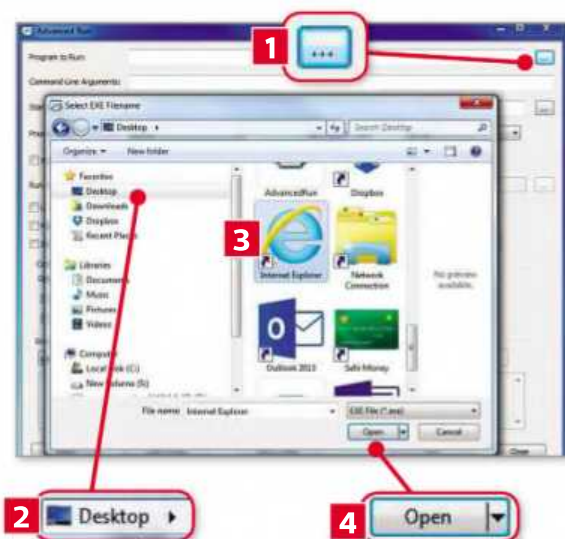 Advanced Run
Program to Run:
1
...
...
Command Line Arguments:
...
Select EXE Filename
Desktop
Search Desktop
Organize
New folder
Favorites
Desktop
Downloads
Dropbox
Recent Places
Libraries
Documents
Music
Pictures
Videos
Computer
Local Disk (C:)
New Volume (S:)
AdvancedRun
Dropbox
3
Internet Explorer
Network
Connection
Outlook 2013
Safe Money
No preview
available.
File name: Internet Explorer
EXE File (*.exe)
Open
Cancel
Close
2
Desktop
4
Open